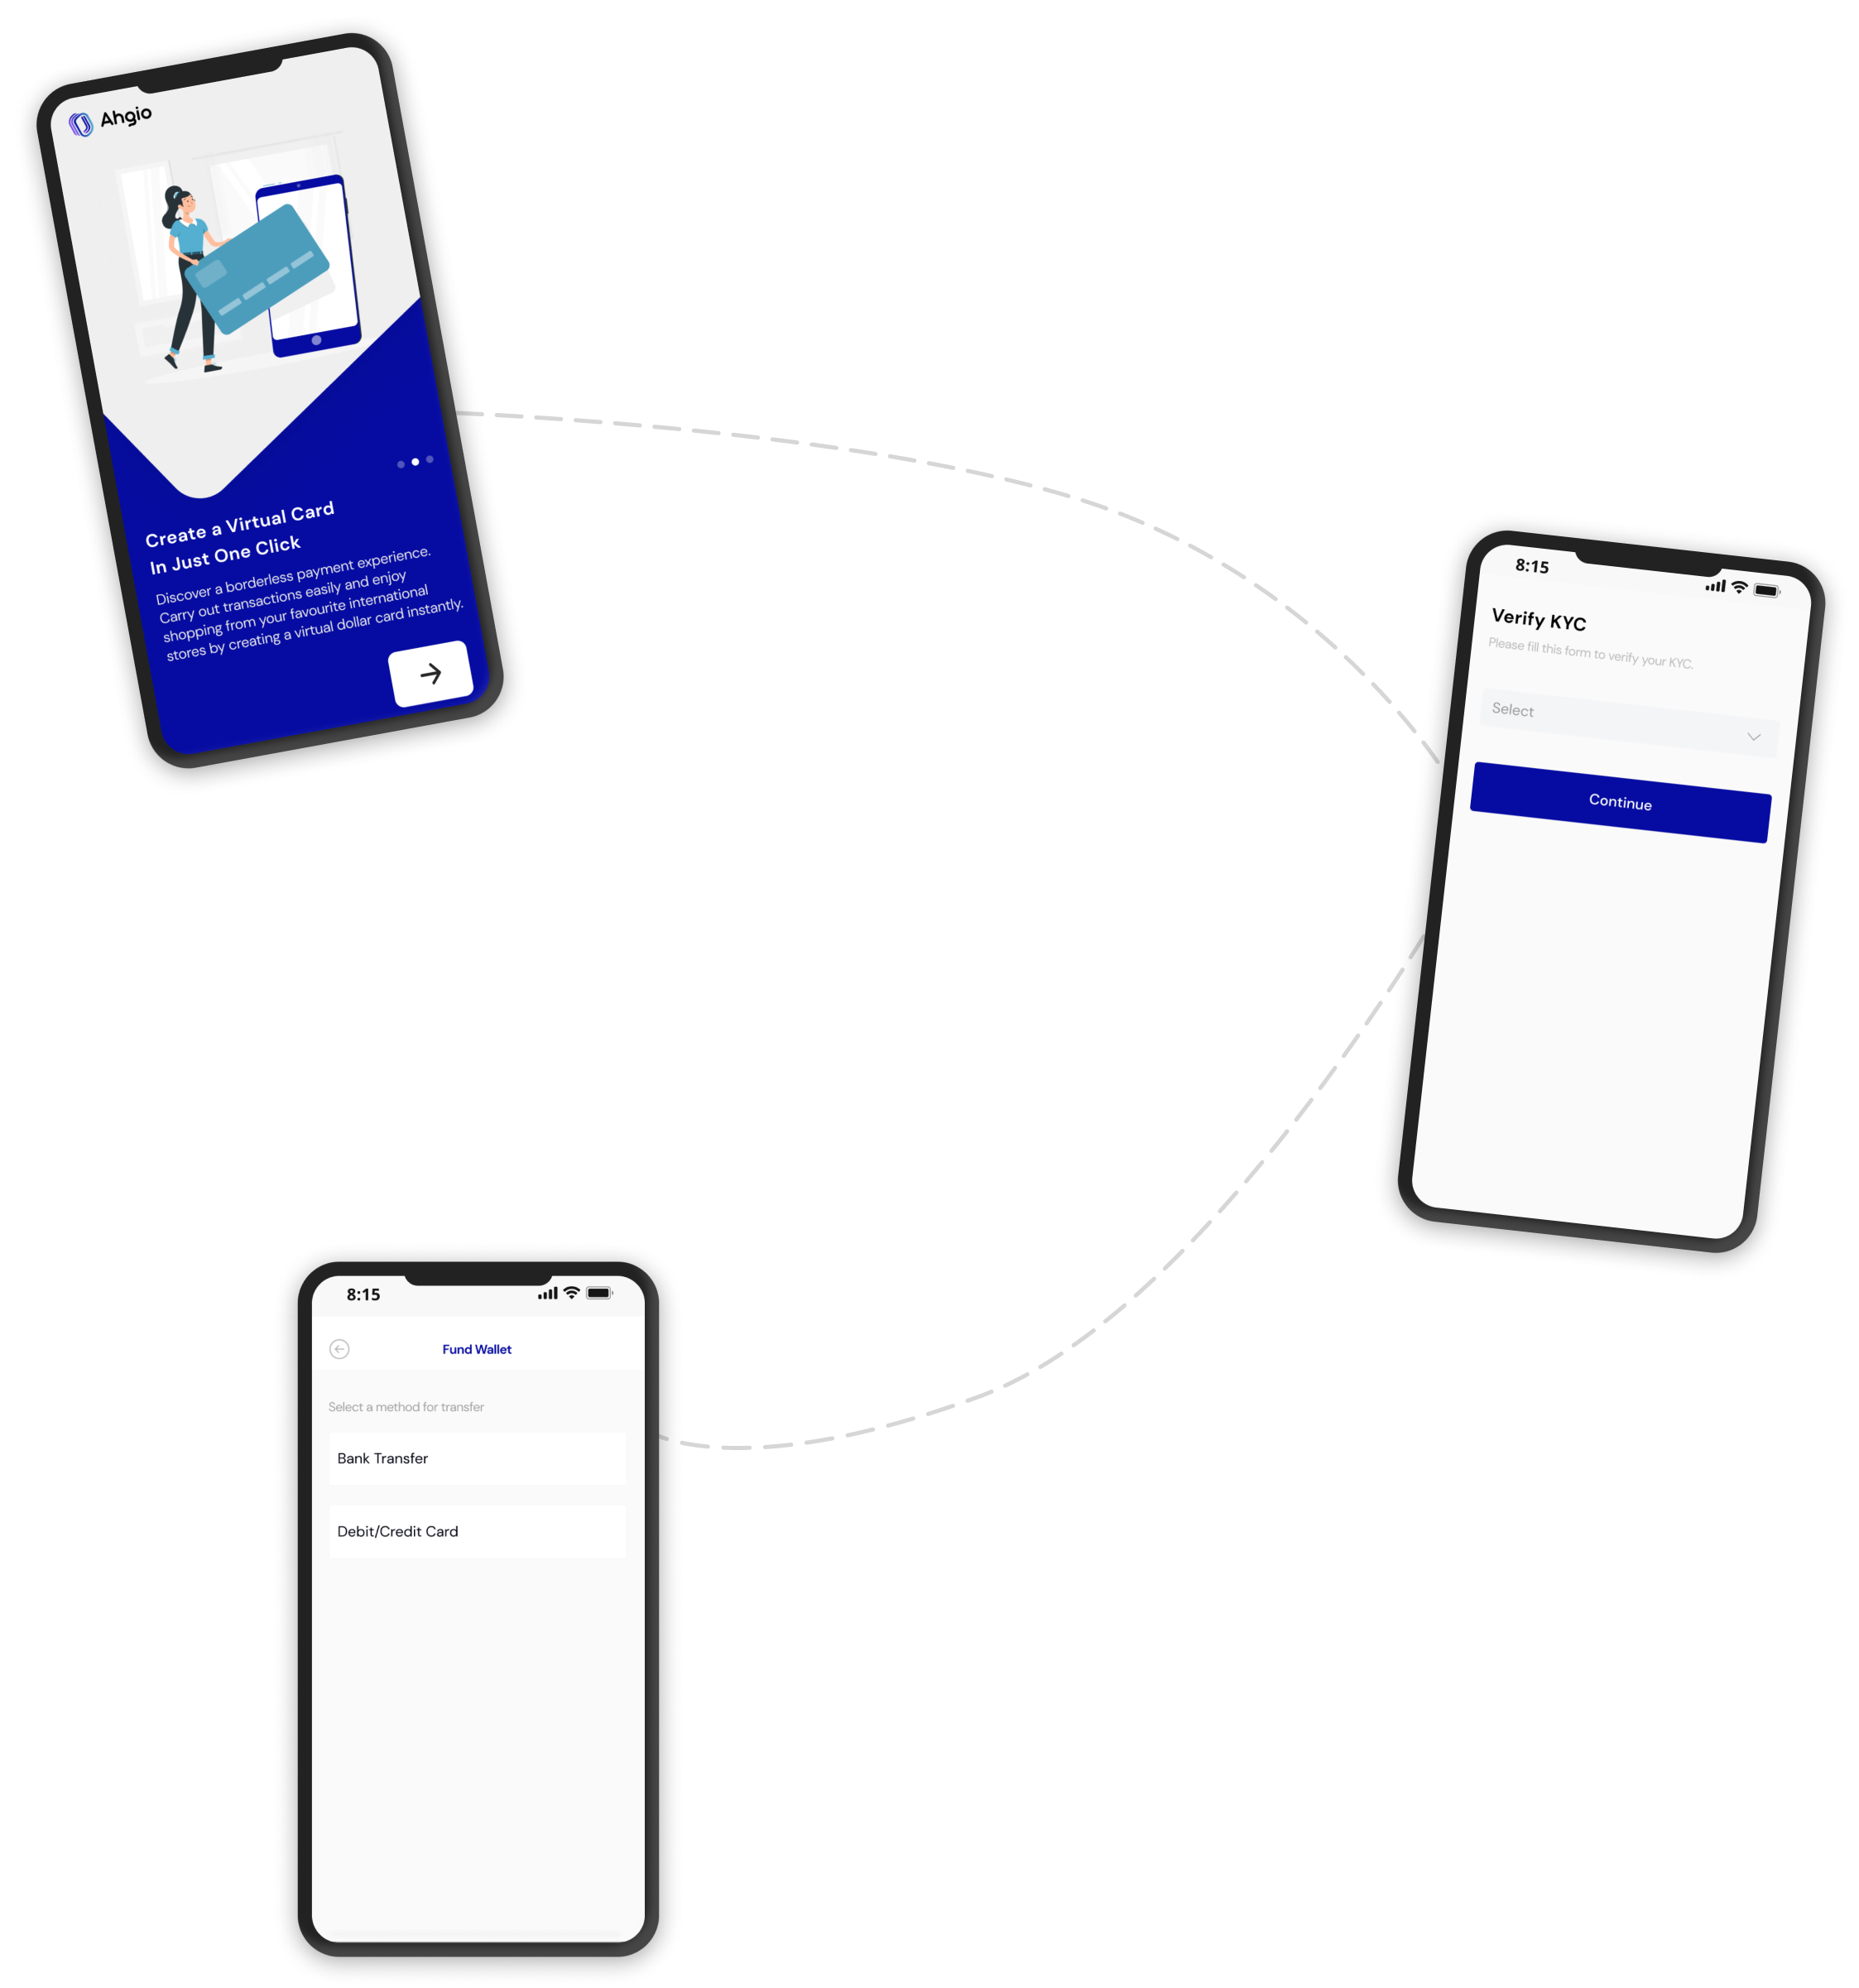 Ahgio
Create a Virtual Card
In Just One Click
Discover a borderless payment experience.
Carry out transactions easily and enjoy
shopping from your favourite international
stores by creating a virtual dollar card instantly.
8:15
Verify KYC
Please fill this form to verify your KYC.
Select
Continue
8:15
Fund Wallet
Select a method for transfer
Bank Transfer
Debit/Credit Card